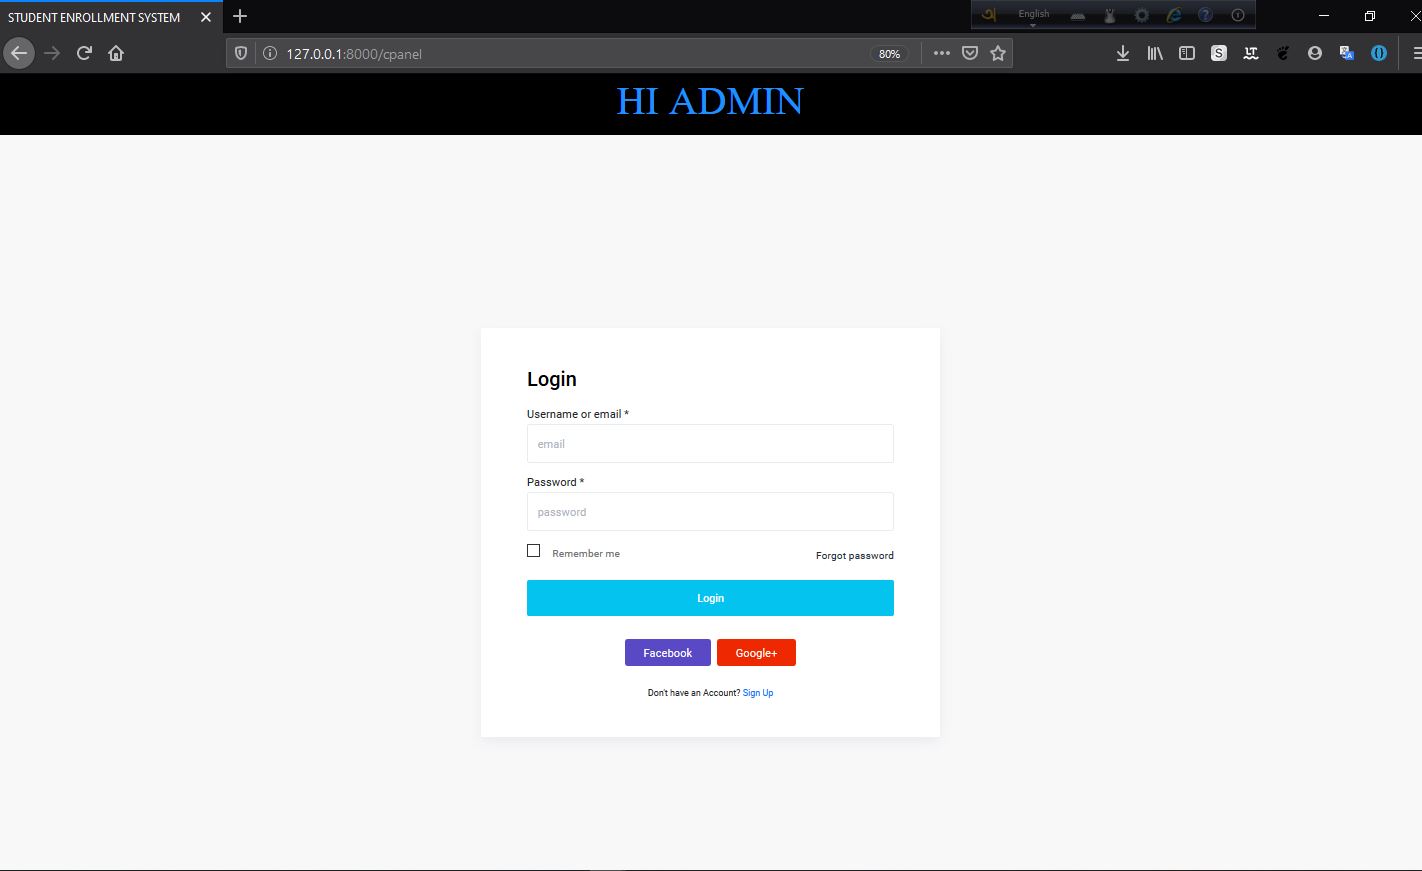 STUDENT ENROLLMENT SYSTEM
English
127.0.0.1:8000/cpanel
80%
HI ADMIN
Login
Username or email *
email
Password *
password
Remember me
Forgot password
Login
Facebook
Google+
Don't have an Account? Sign Up